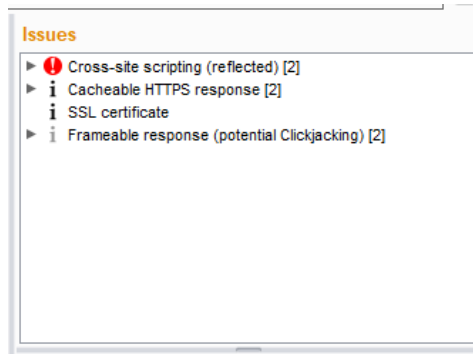 Issues
Cross-site scripting (reflected) [2]
Cacheable HTTPS response [2]
SSL certificate
Frameable response (potential Clickjacking) [2]